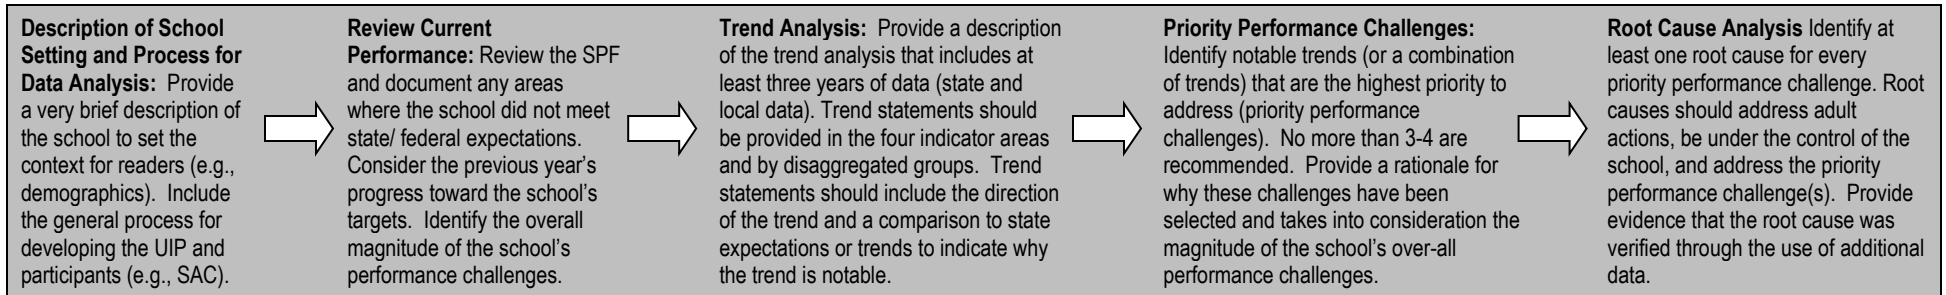 Description of School
Setting and Process for
Data Analysis: Provide
a very brief description of
the school to set the
context for readers (e.g.,
demographics). Include
the general process for
developing the UIP and
participants (e.g., SAC).
Review Current
Performance: Review the SPF
and document any areas
where the school did not meet
state/ federal expectations.
Consider the previous year's
progress toward the school's
targets. Identify the overall
magnitude of the school's
performance challenges.
Trend Analysis: Provide a description
of the trend analysis that includes at
least three years of data (state and
local data). Trend statements should
be provided in the four indicator areas
and by disaggregated groups. Trend
statements should include the direction
of the trend and a comparison to state
expectations or trends to indicate why
the trend is notable.
Priority Performance Challenges:
Identify notable trends (or a combination
of trends) that are the highest priority to
address (priority performance
challenges). No more than 3-4 are
recommended. Provide a rationale for
why these challenges have been
selected and takes into consideration the
magnitude of the school's over-all
performance challenges.
Root Cause Analysis Identify at
least one root cause for every
priority performance challenge. Root
causes should address adult
actions, be under the control of the
school, and address the priority
performance challenge(s). Provide
evidence that the root cause was
verified through the use of additional
data.